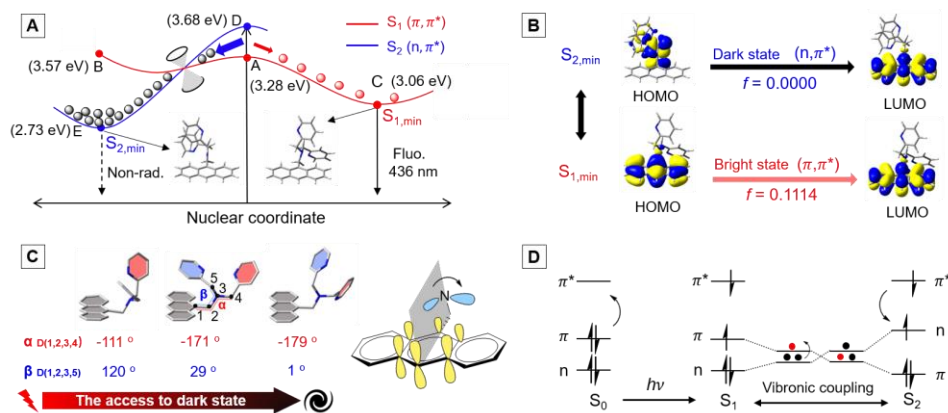 A
(3.68 eV) D
S1 (π, π*)
S2 (n, π*)
(3.57 eV) B
A
(3.28 eV)
C (3.06 eV)
S1,min
(2.73 eV) E
S2,min
Non-rad.
Fluo.
436 nm
Nuclear coordinate
B
S2,min
HOMO
Dark state (n,π*)
f = 0.0000
LUMO
S1,min
HOMO
Bright state (π,π*)
f = 0.1114
LUMO
C
5 3 4
β α
1 2
α D(1,2,3,4) -111 ° -171 ° -179 °
β D(1,2,3,5) 120 ° 29 ° 1 °
The access to dark state
N
D
π* π* π*
π π n
n n π
S0 hν S1 Vibronic coupling S2